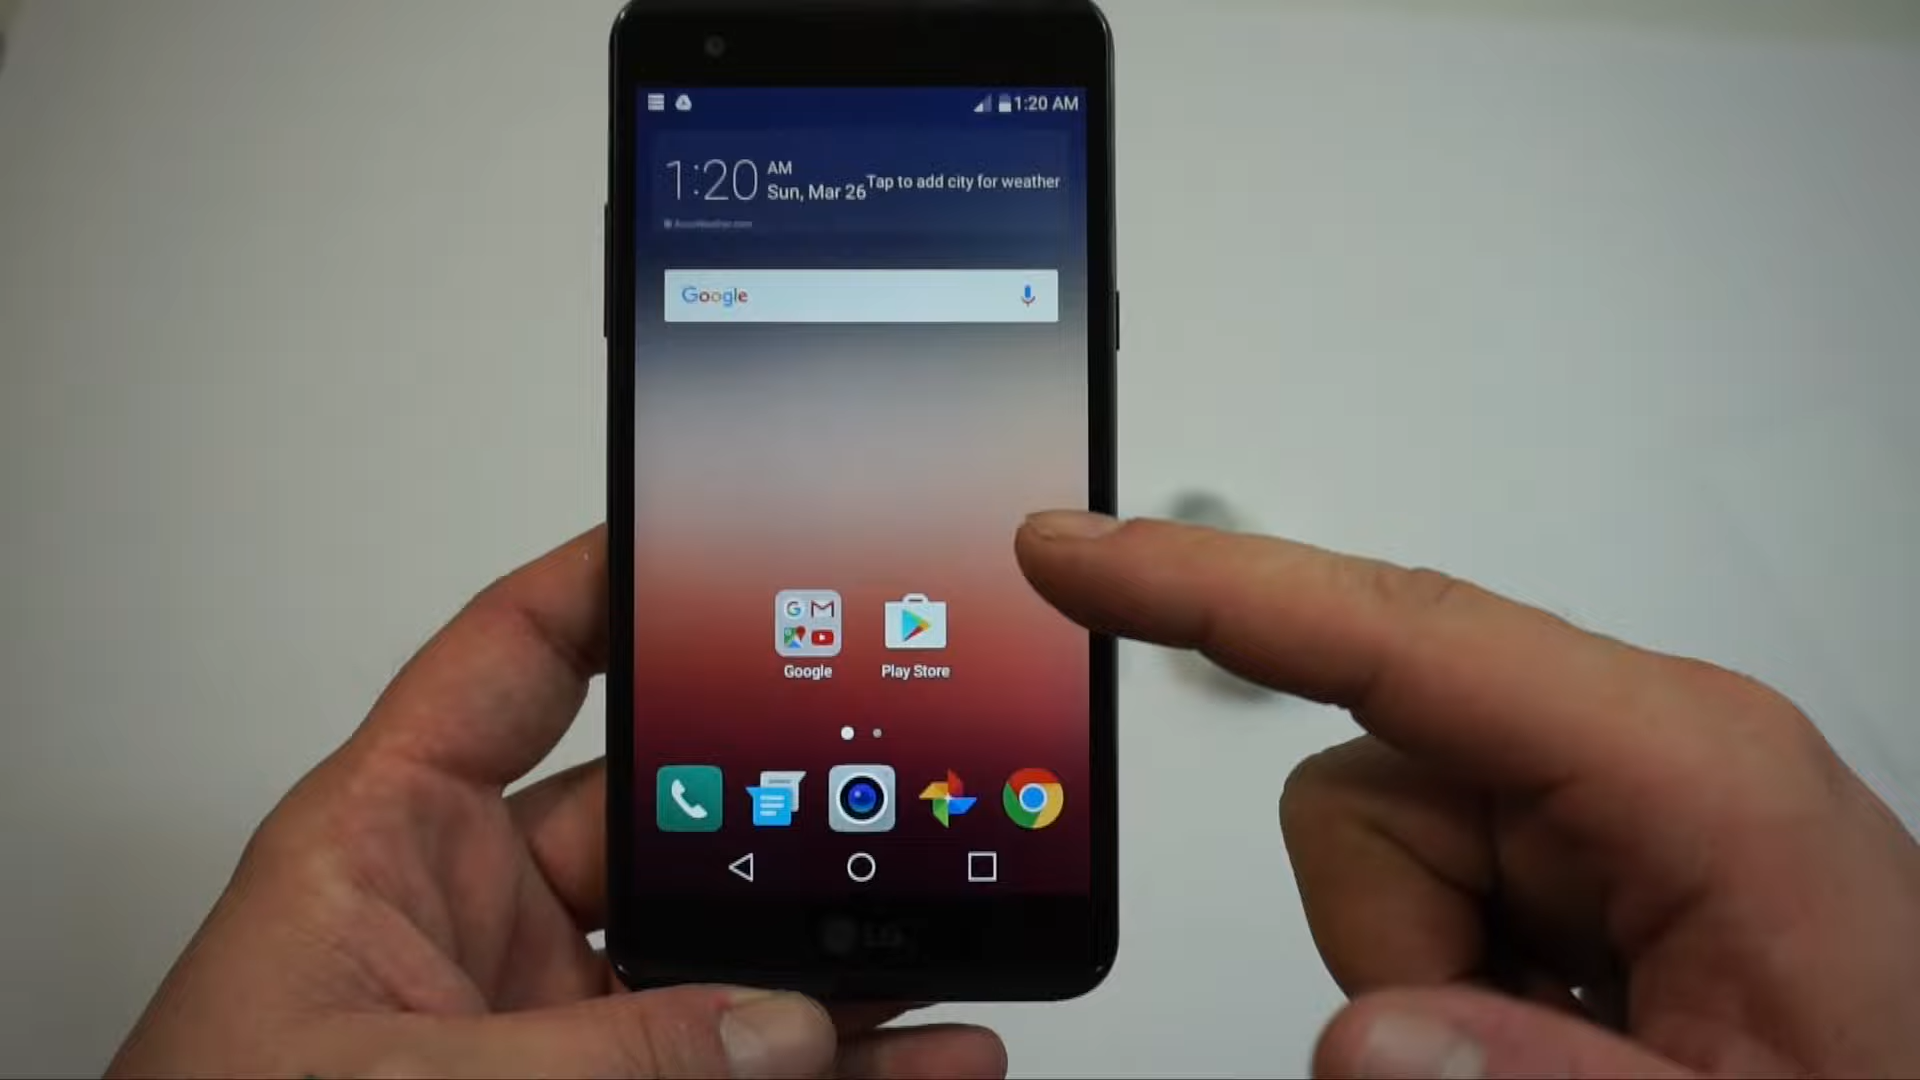 1:20 AM
1:20 AM
Sun, Mar 26
Tap to add city for weather
Google
Google
Play Store
LG